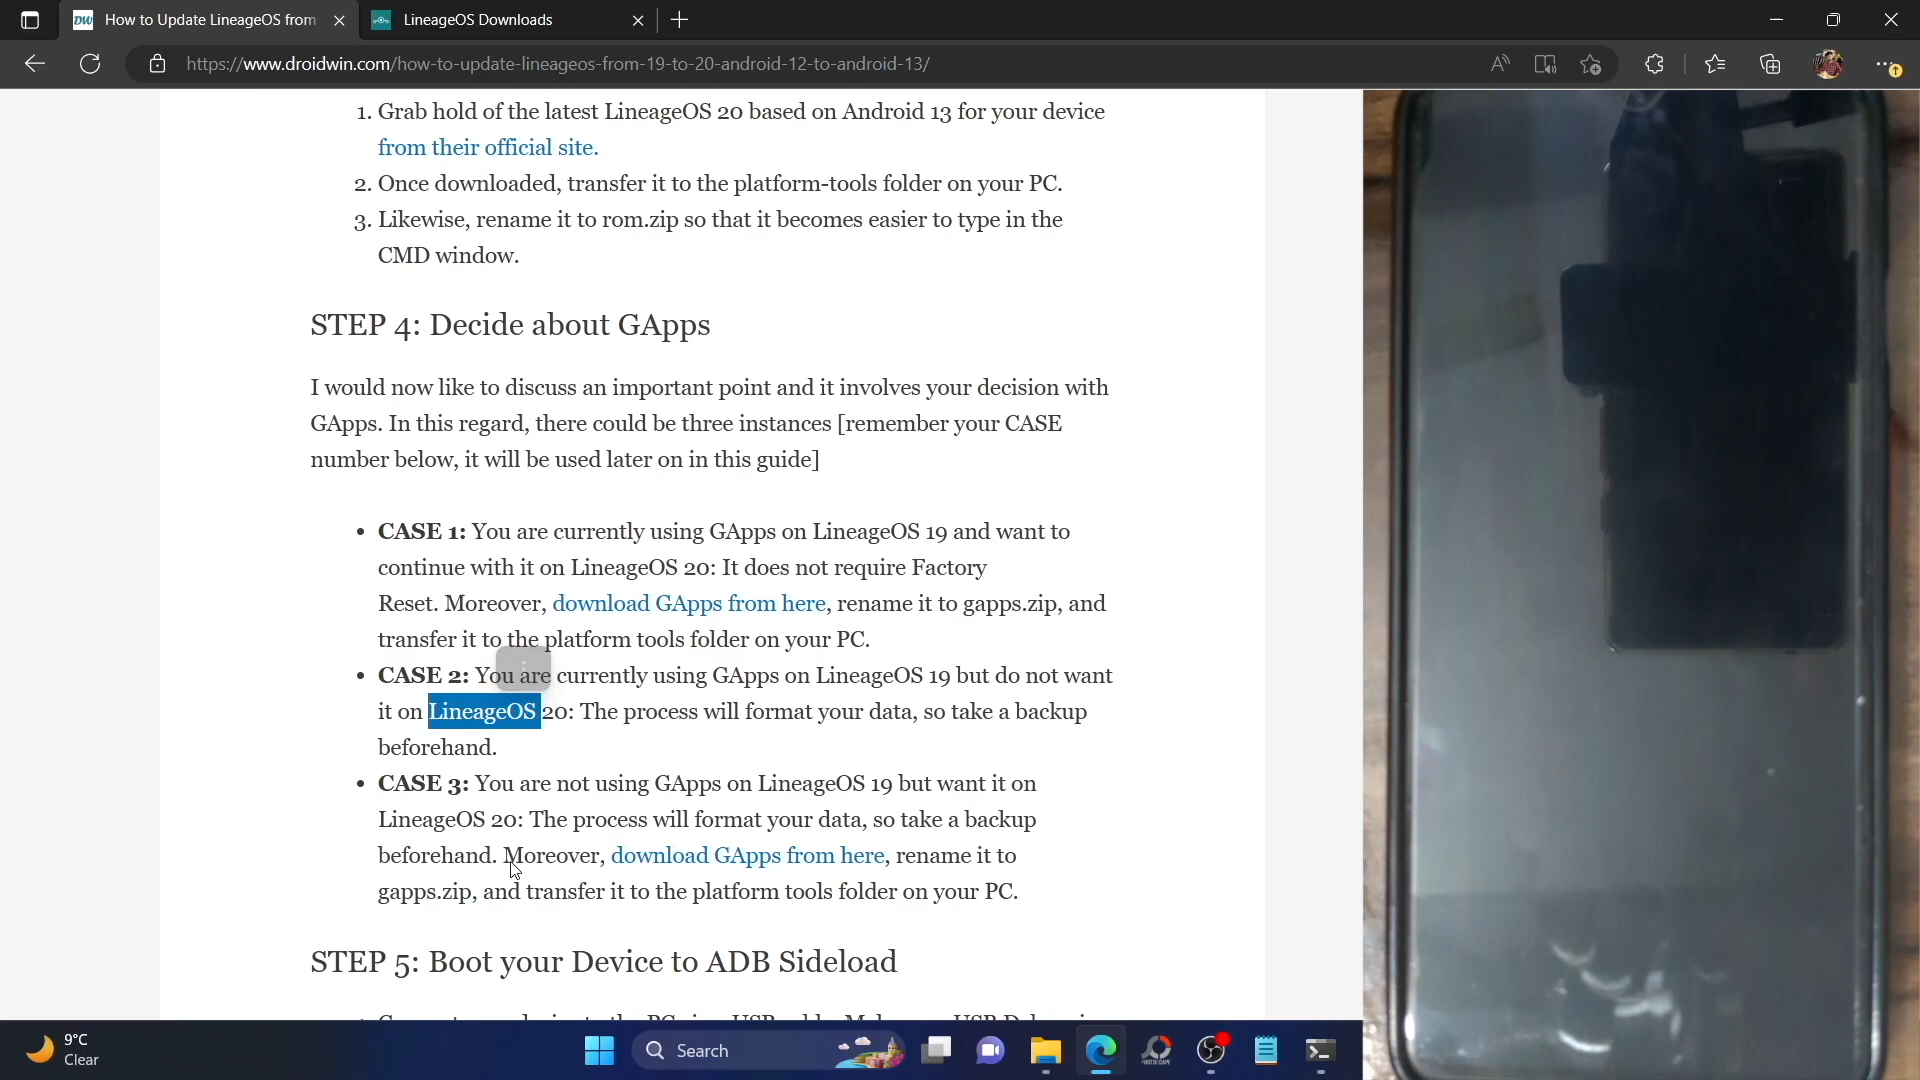 DW How to Update LineageOS from
LineageOS Downloads
https://www.droidwin.com/how-to-update-lineageos-from-19-to-20-android-12-to-android-13/
1. Grab hold of the latest LineageOS 20 based on Android 13 for your device
from their official site.
2. Once downloaded, transfer it to the platform-tools folder on your PC.
3. Likewise, rename it to rom.zip so that it becomes easier to type in the
CMD window.
STEP 4: Decide about GApps
I would now like to discuss an important point and it involves your decision with
GApps. In this regard, there could be three instances [remember your CASE
number below, it will be used later on in this guide]
• CASE 1: You are currently using GApps on LineageOS 19 and want to
continue with it on LineageOS 20: It does not require Factory
Reset. Moreover, download GApps from here, rename it to gapps.zip, and
transfer it to the platform tools folder on your PC.
• CASE 2: You are currently using GApps on LineageOS 19 but do not want
it on LineageOS 20: The process will format your data, so take a backup
beforehand.
• CASE 3: You are not using GApps on LineageOS 19 but want it on
LineageOS 20: The process will format your data, so take a backup
beforehand. Moreover, download GApps from here, rename it to
gapps.zip, and transfer it to the platform tools folder on your PC.
STEP 5: Boot your Device to ADB Sideload
9°C
Clear
Search